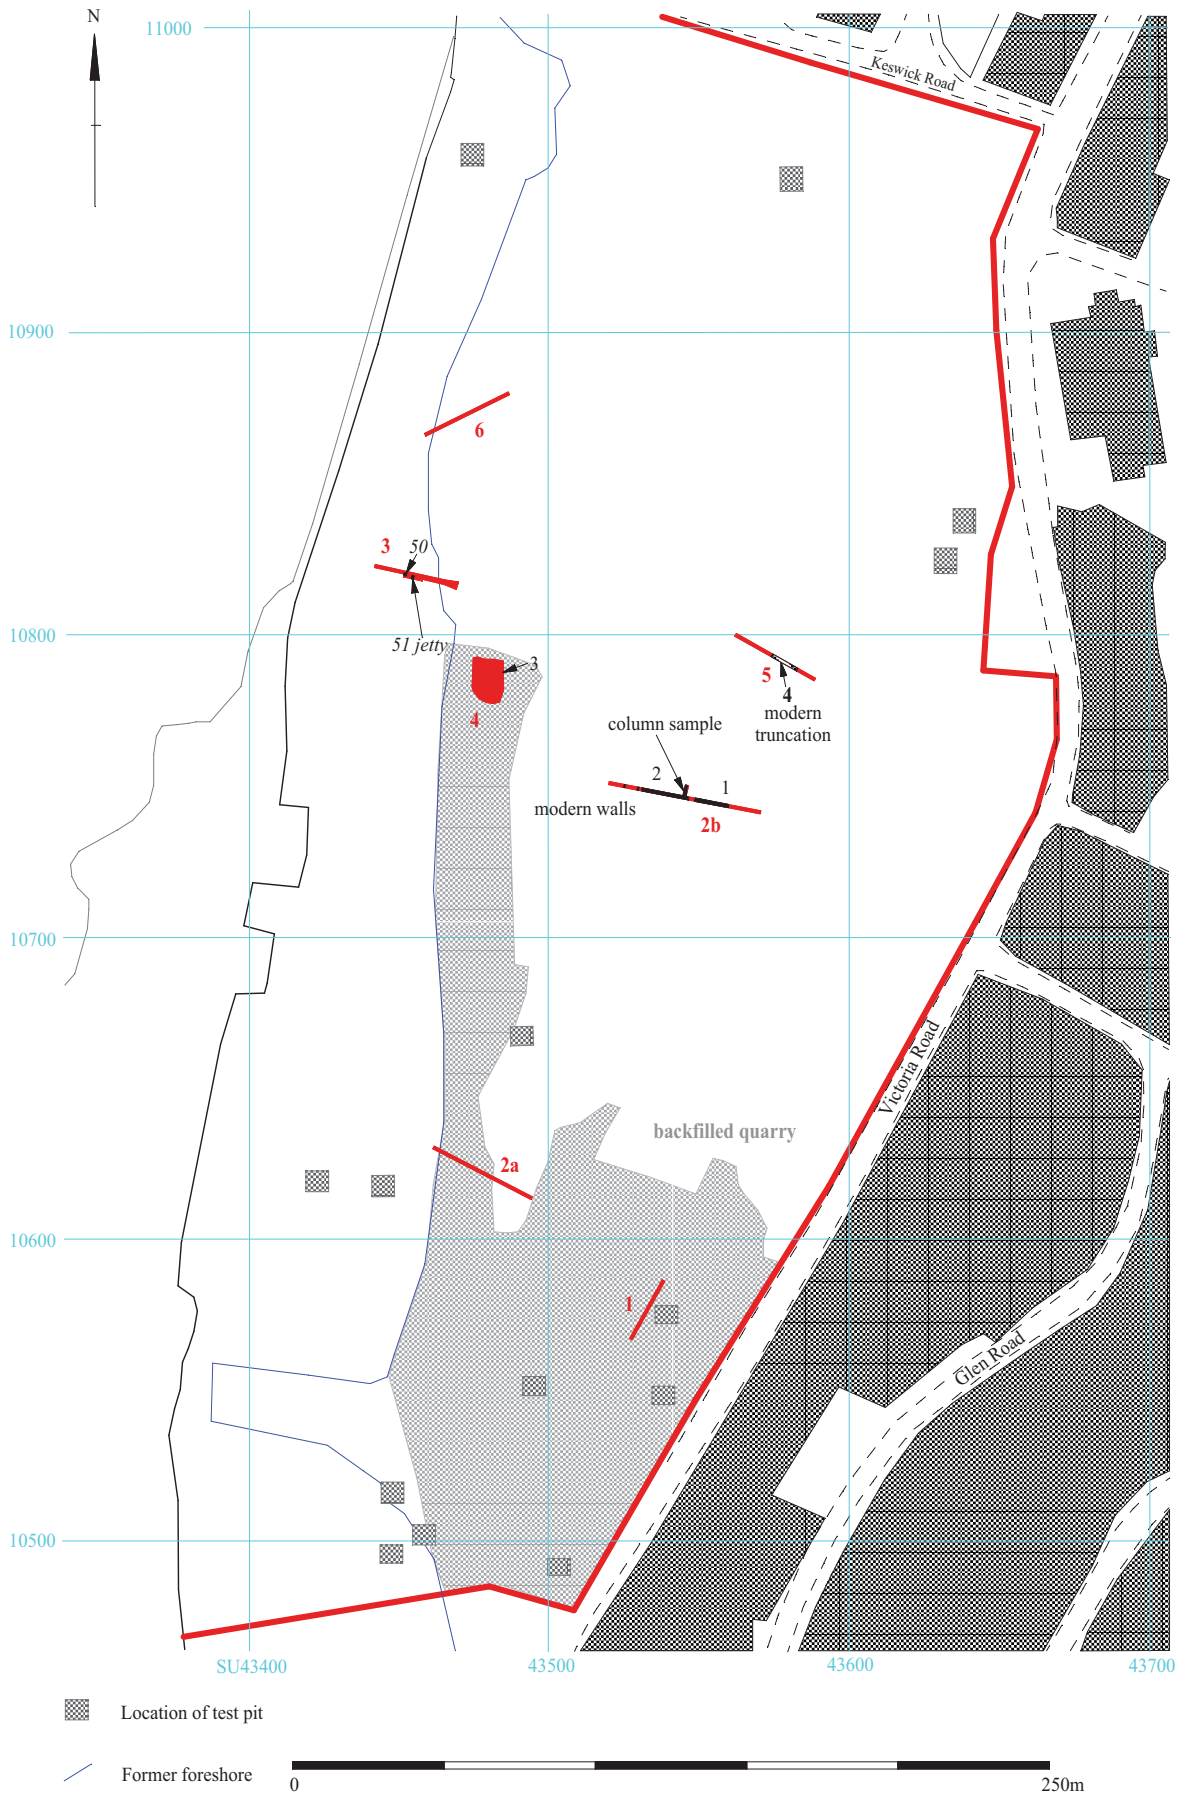 N
11000
Keswick Road
10900
6
3
50
10800
51 jetty
3
4
5
4
modern
truncation
column sample
2
1
modern walls
2b
10700
Victoria Road
backfilled quarry
2a
10600
1
Glen Road
10500
SU43400
43500
43600
43700
Location of test pit
Former foreshore
0
250m